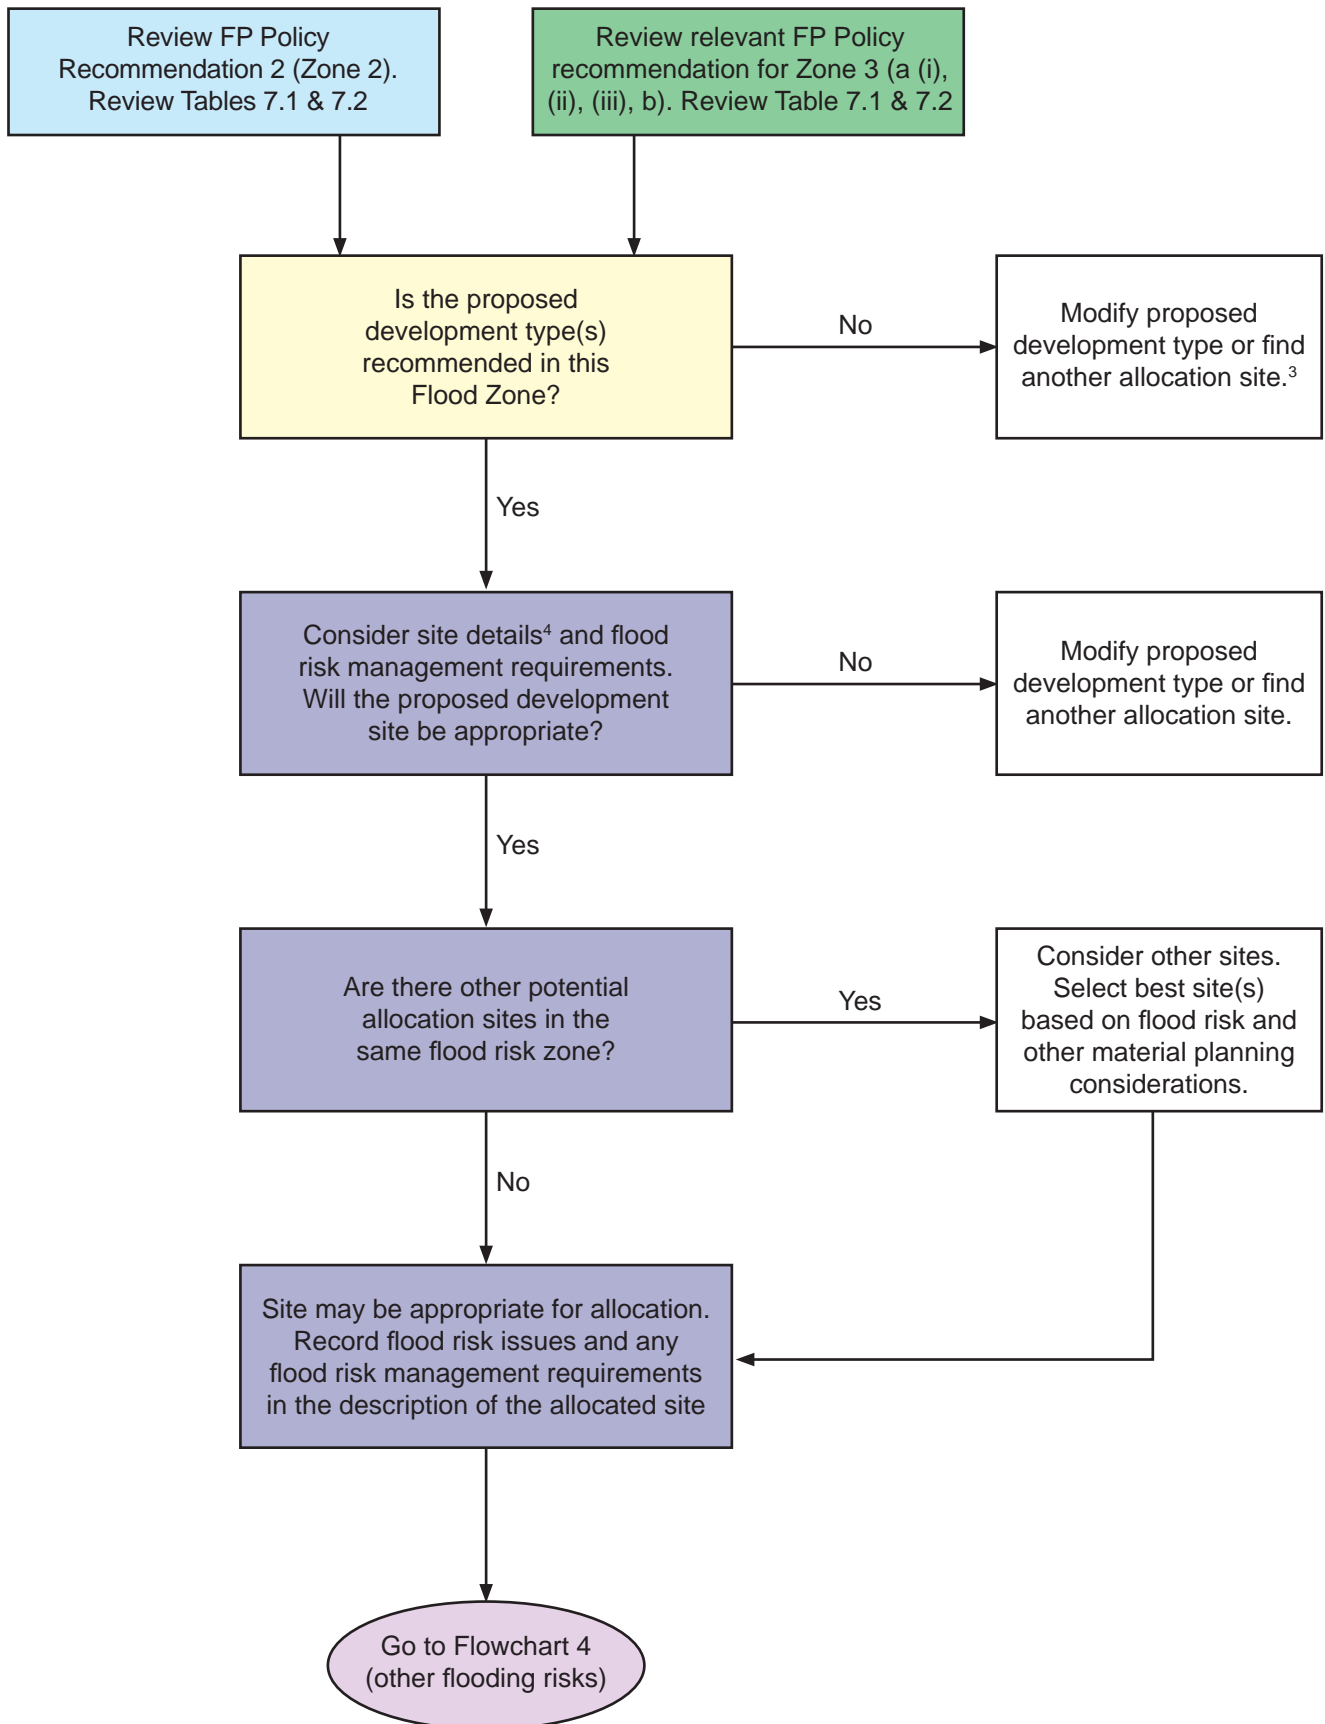 Review FP Policy
Recommendation 2 (Zone 2).
Review Tables 7.1 & 7.2
Review relevant FP Policy
recommendation for Zone 3 (a (i),
(ii), (iii), b). Review Table 7.1 & 7.2
Is the proposed
development type(s)
recommended in this
Flood Zone?
No
Modify proposed
development type or find
another allocation site.³
Yes
Consider site details⁴ and flood
risk management requirements.
Will the proposed development
site be appropriate?
No
Modify proposed
development type or find
another allocation site.
Yes
Are there other potential
allocation sites in the
same flood risk zone?
Yes
Consider other sites.
Select best site(s)
based on flood risk and
other material planning
considerations.
No
Site may be appropriate for allocation.
Record flood risk issues and any
flood risk management requirements
in the description of the allocated site
Go to Flowchart 4
(other flooding risks)